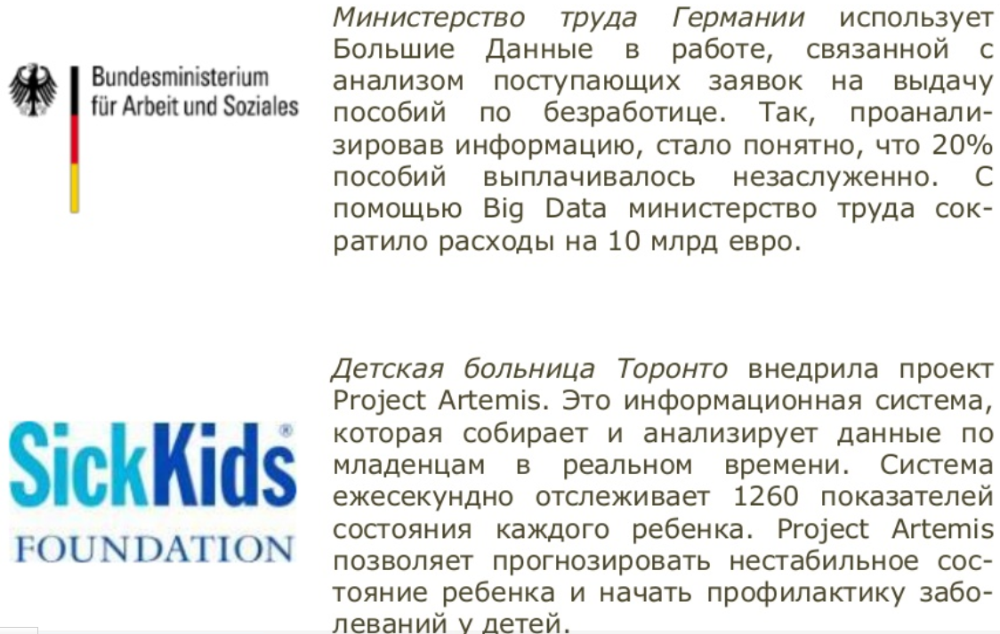 Министерство труда Германии использует
Большие Данные в работе, связанной с
анализом поступающих заявок на выдачу
пособий по безработице. Так, проанали-
зировав информацию, стало понятно, что 20%
пособий выплачивалось незаслуженно. С
помощью Big Data министерство труда сок-
ратило расходы на 10 млрд евро.
Bundesministerium
für Arbeit und Soziales
Детская больница Торонто внедрила проект
Project Artemis. Это информационная система,
которая собирает и анализирует данные по
младенцам в реальном времени. Система
ежесекундно отслеживает 1260 показателей
состояния каждого ребенка. Project Artemis
позволяет прогнозировать нестабильное сос-
тояние ребенка и начать профилактику забо-
леваний у детей.
SickKids®
FOUNDATION